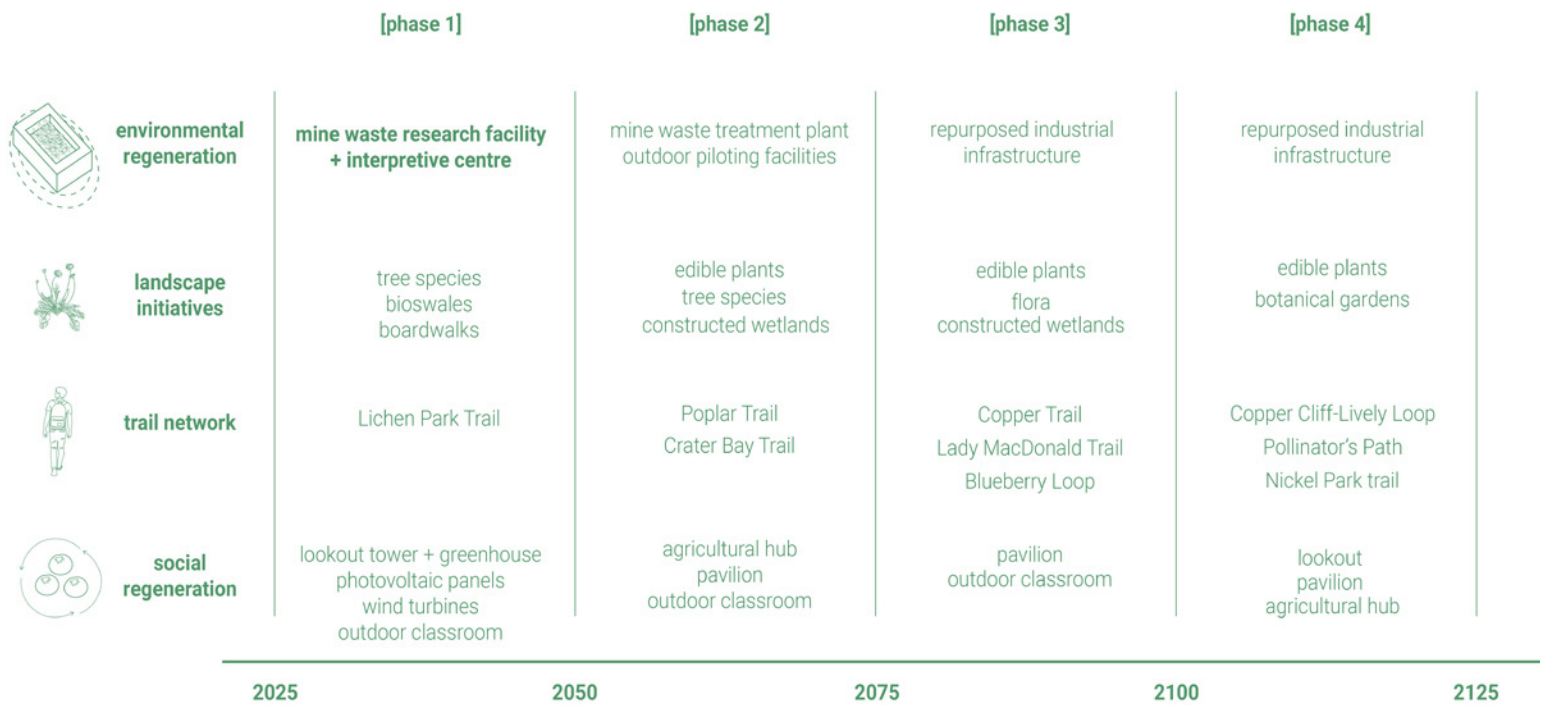 [phase 1]
[phase 2]
[phase 3]
[phase 4]
environmental
regeneration
mine waste research facility
+ interpretive centre
mine waste treatment plant
outdoor piloting facilities
repurposed industrial
infrastructure
repurposed industrial
infrastructure
landscape
initiatives
tree species
bioswales
boardwalks
edible plants
tree species
constructed wetlands
edible plants
flora
constructed wetlands
edible plants
botanical gardens
trail network
Lichen Park Trail
Poplar Trail
Crater Bay Trail
Copper Trail
Lady MacDonald Trail
Blueberry Loop
Copper Cliff-Lively Loop
Pollinator's Path
Nickel Park trail
social
regeneration
lookout tower + greenhouse
photovoltaic panels
wind turbines
outdoor classroom
agricultural hub
pavilion
outdoor classroom
pavilion
outdoor classroom
lookout
pavilion
agricultural hub
2025
2050
2075
2100
2125